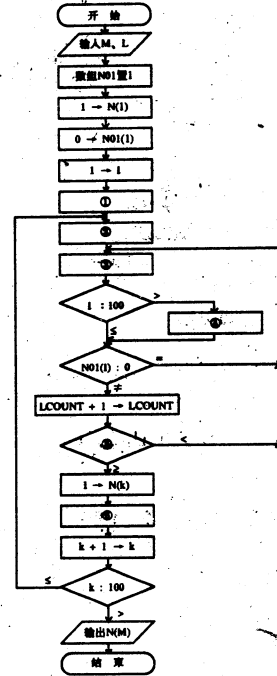 开 始
输入M、L
数组N01置1
1 → N(1)
0 → N01(1)
1 → I
①
②
③
I : 100
>
≤
④
N01(I) : 0
=
≠
LCOUNT + 1 → LCOUNT
⑤
<
≥
1 → N(k)
⑥
k + 1 → k
≤
k : 100
>
输出N(M)
结 束